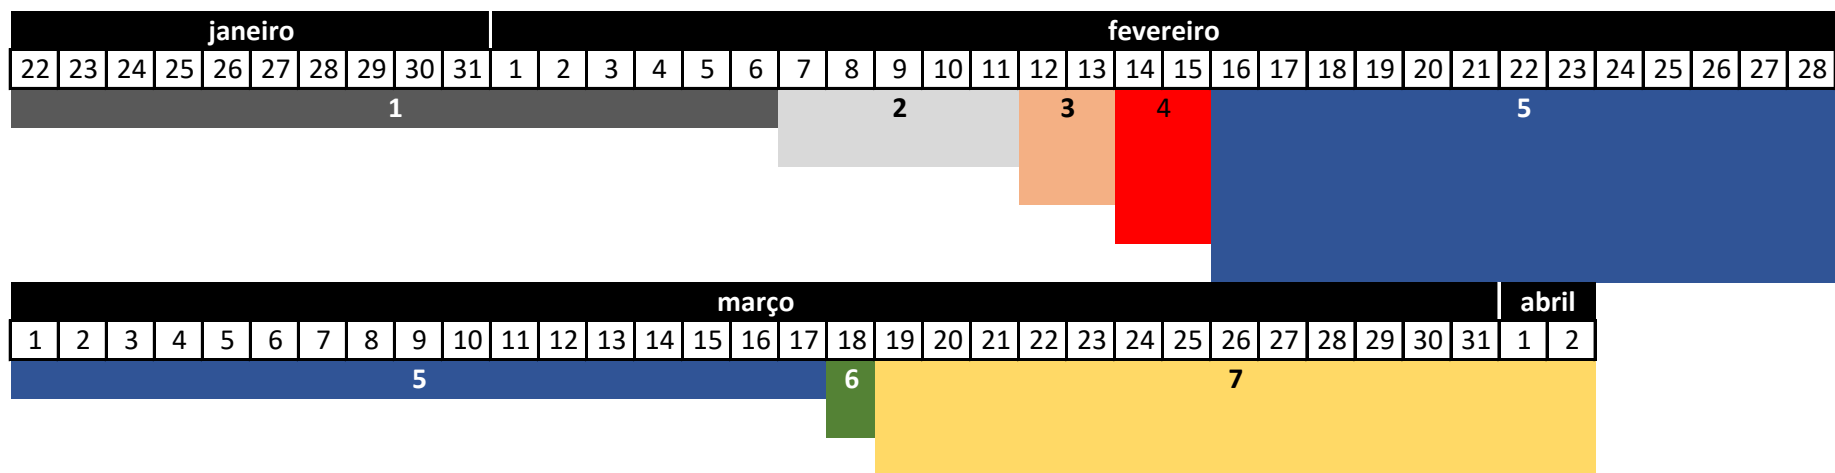 janeiro fevereiro
22 23 24 25 26 27 28 29 30 31 1 2 3 4 5 6 7 8 9 10 11 12 13 14 15 16 17 18 19 20 21 22 23 24 25 26 27 28
1 2 3 4 5
março abril
1 2 3 4 5 6 7 8 9 10 11 12 13 14 15 16 17 18 19 20 21 22 23 24 25 26 27 28 29 30 31 1 2
5 6 7